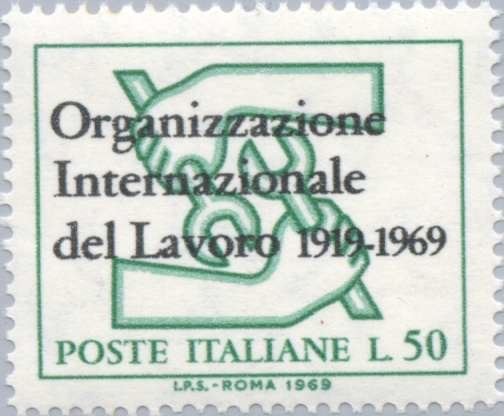 Organizzazione
Internazionale
del Lavoro 1919-1969
POSTE ITALIANE L. 50
I.P.S. - ROMA 1969